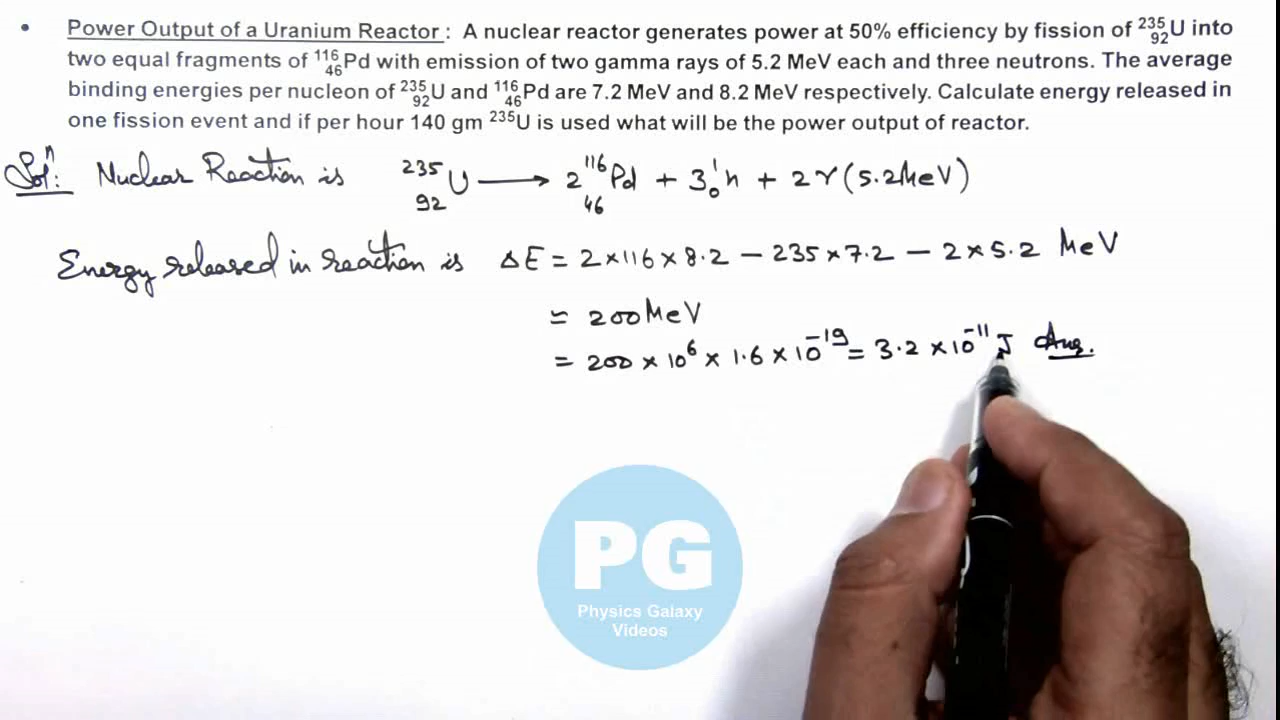 • Power Output of a Uranium Reactor : A nuclear reactor generates power at 50% efficiency by fission of ²³⁵₉₂U into
two equal fragments of ¹¹⁶₄₆Pd with emission of two gamma rays of 5.2 MeV each and three neutrons. The average
binding energies per nucleon of ²³⁵₉₂U and ¹¹⁶₄₆Pd are 7.2 MeV and 8.2 MeV respectively. Calculate energy released in
one fission event and if per hour 140 gm ²³⁵U is used what will be the power output of reactor.
Solⁿ: Nuclear Reaction is ²³⁵₉₂U ⟶ 2 ¹¹⁶₄₆Pd + 3 ¹₀n + 2γ (5.2MeV)
Energy released in reaction is ΔE = 2×116×8.2 − 235×7.2 − 2×5.2 MeV
≃ 200MeV
= 200 × 10⁶ × 1.6 × 10⁻¹⁹ = 3.2 × 10⁻¹¹ J Ans.
PG
Physics Galaxy
Videos